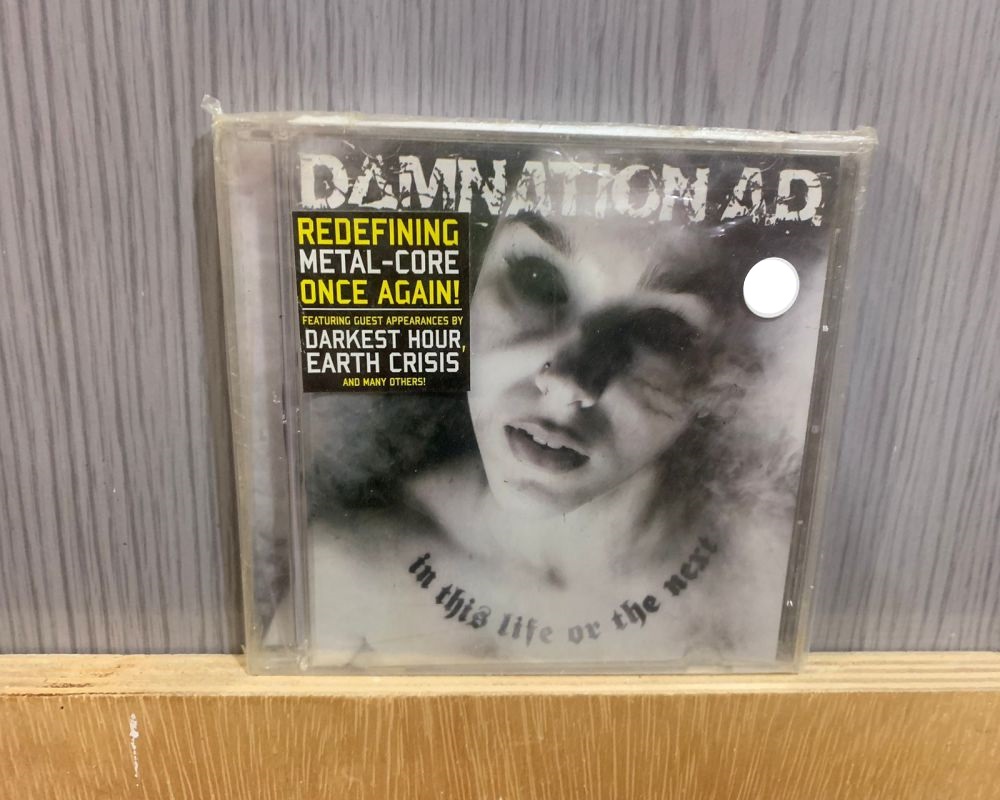 DAMNATION A.D.
REDEFINING
METAL-CORE
ONCE AGAIN!
FEATURING GUEST APPEARANCES BY
DARKEST HOUR,
EARTH CRISIS
AND MANY OTHERS!
in this life or the next